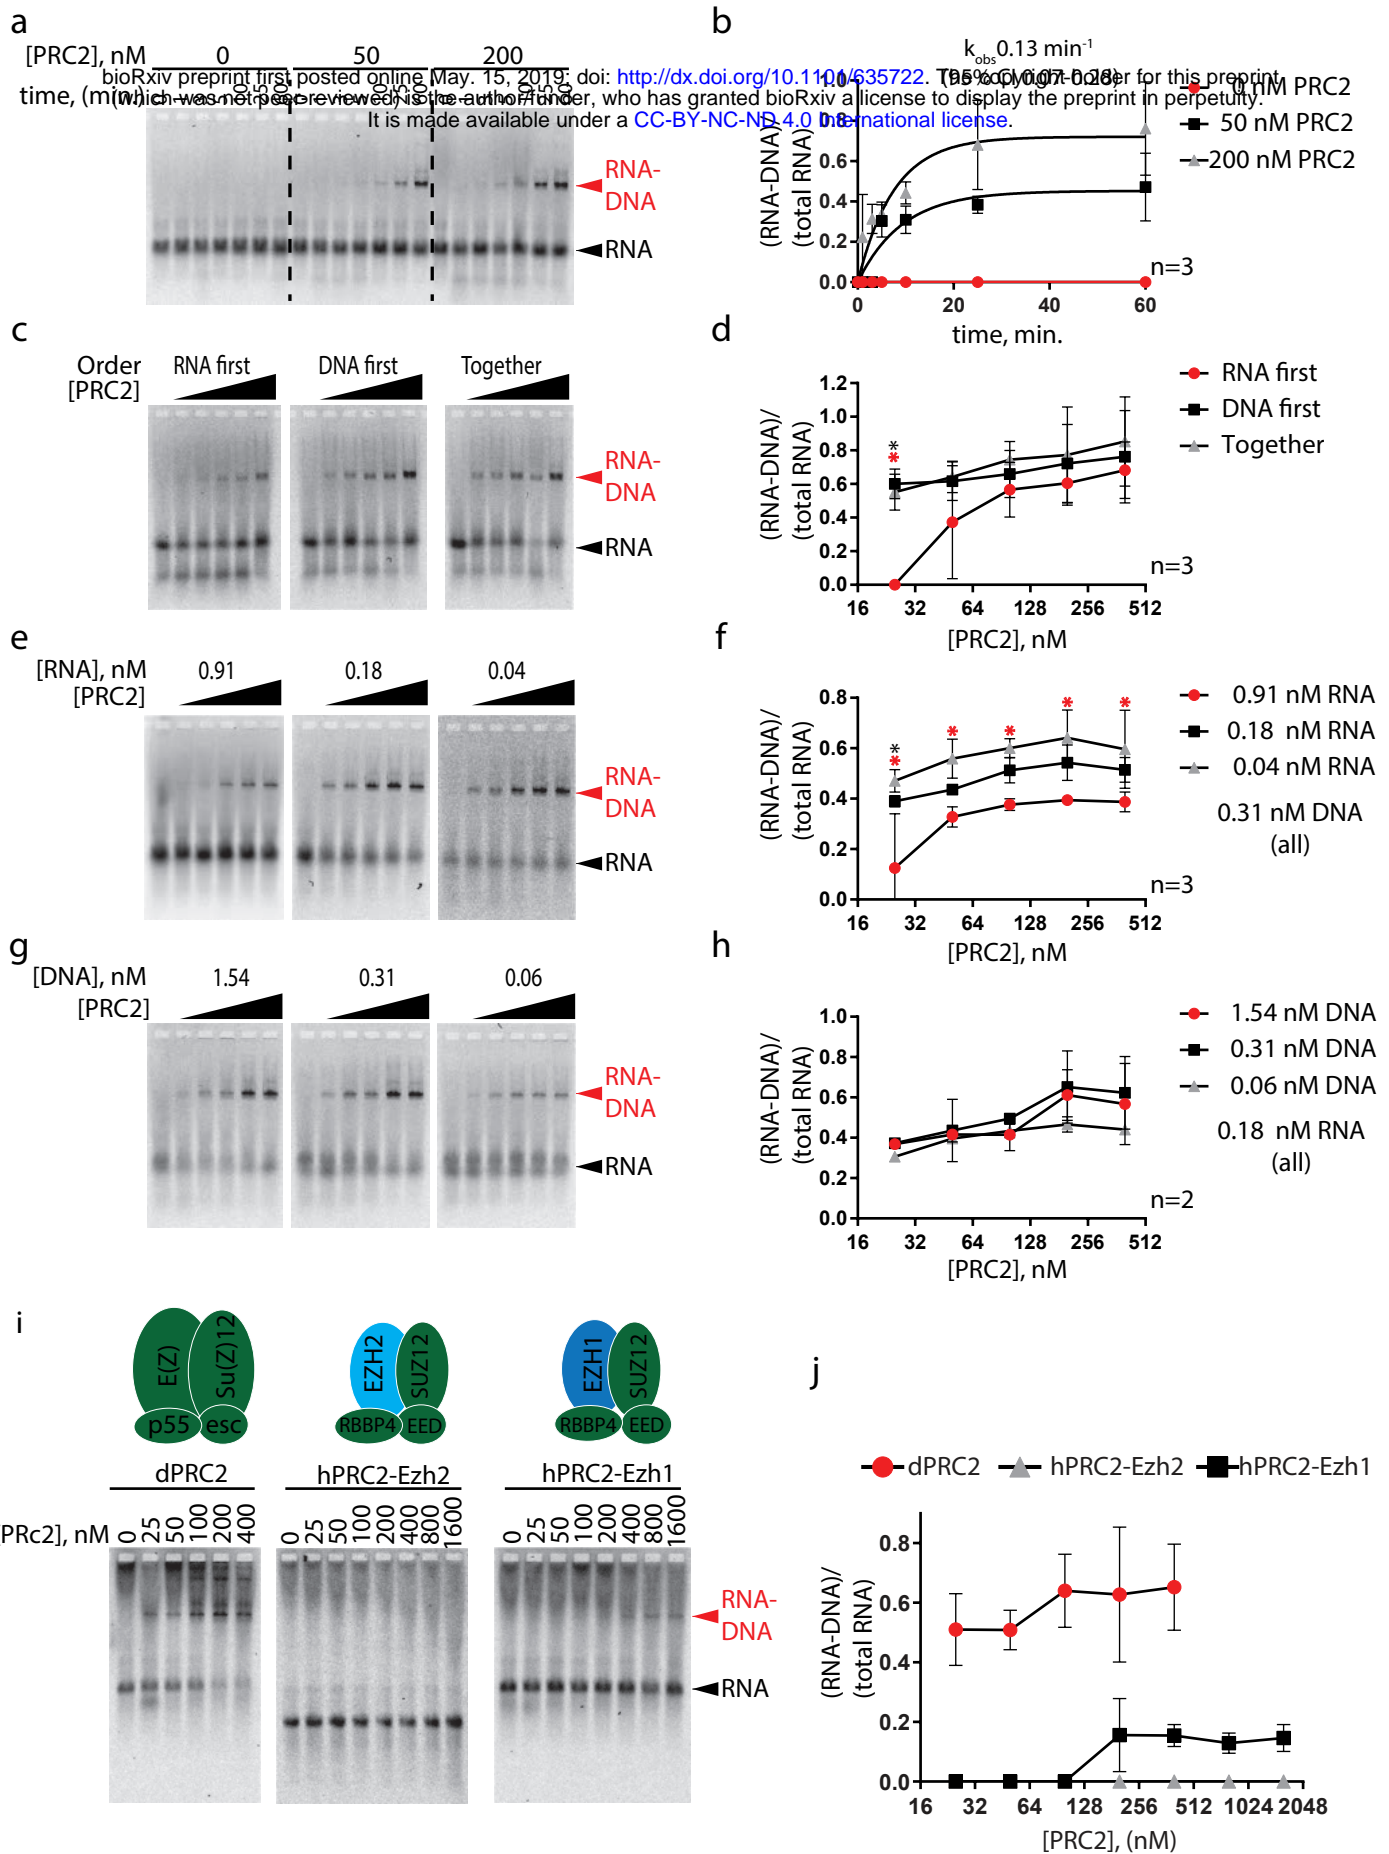 a
[PRC2], nM 0 50 200
time, (min.)
bioRxiv preprint first posted online May. 15, 2019; doi: http://dx.doi.org/10.1101/635722. The copyright holder for this preprint
(which was not peer-reviewed) is the author/funder, who has granted bioRxiv a license to display the preprint in perpetuity.
It is made available under a CC-BY-NC-ND 4.0 International license.
RNA-
DNA
RNA
b
kobs 0.13 min-1
(95% CI 0.07-0.28)
0 nM PRC2
50 nM PRC2
200 nM PRC2
(RNA-DNA)/
(total RNA)
1.0
0.8
0.6
0.4
0.2
0.0
0 20 40 60
time, min.
n=3
c
Order RNA first DNA first Together
[PRC2]
RNA-
DNA
RNA
d
RNA first
DNA first
Together
(RNA-DNA)/
(total RNA)
1.2
1.0
0.8
0.6
0.4
0.2
0.0
* *
n=3
16 32 64 128 256 512
[PRC2], nM
e
[RNA], nM 0.91 0.18 0.04
[PRC2]
RNA-
DNA
RNA
f
0.91 nM RNA
0.18 nM RNA
0.04 nM RNA
0.31 nM DNA
(all)
(RNA-DNA)/
(total RNA)
0.8
0.6
0.4
0.2
0.0
* * * * * *
n=3
16 32 64 128 256 512
[PRC2], nM
g
[DNA], nM 1.54 0.31 0.06
[PRC2]
RNA-
DNA
RNA
h
1.54 nM DNA
0.31 nM DNA
0.06 nM DNA
0.18 nM RNA
(all)
(RNA-DNA)/
(total RNA)
1.0
0.8
0.6
0.4
0.2
0.0
n=2
16 32 64 128 256 512
[PRC2], nM
i
E(Z) Su(Z)12 p55 esc
EZH2 SUZ12 RBBP4 EED
EZH1 SUZ12 RBBP4 EED
dPRC2 hPRC2-Ezh2 hPRC2-Ezh1
PRc2], nM 0 25 50 100 200 400
0 25 50 100 200 400 800 1600
0 25 50 100 200 400 800 1600
RNA-
DNA
RNA
j
dPRC2 hPRC2-Ezh2 hPRC2-Ezh1
(RNA-DNA)/
(total RNA)
0.8
0.6
0.4
0.2
0.0
16 32 64 128 256 512 1024 2048
[PRC2], (nM)